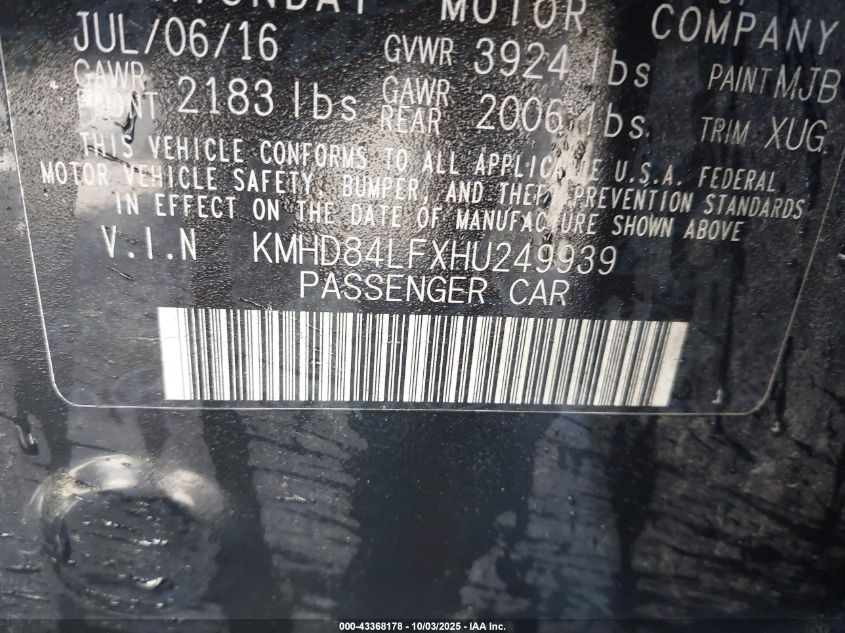 MOTOR COMPANY
JUL/06/16 GVWR 3924 lbs PAINT MJB
GAWR 2183 lbs GAWR REAR 2006 lbs TRIM XUG
THIS VEHICLE CONFORMS TO ALL U.S.A. FEDERAL
MOTOR VEHICLE SAFETY, BUMPER, AND THEFT PREVENTION STANDARDS
IN EFFECT ON THE DATE OF MANUFACTURE SHOWN ABOVE
V.I.N KMHD84LFXHU249939
PASSENGER CAR
000-43368178 - 10/03/2025 - IAA Inc.